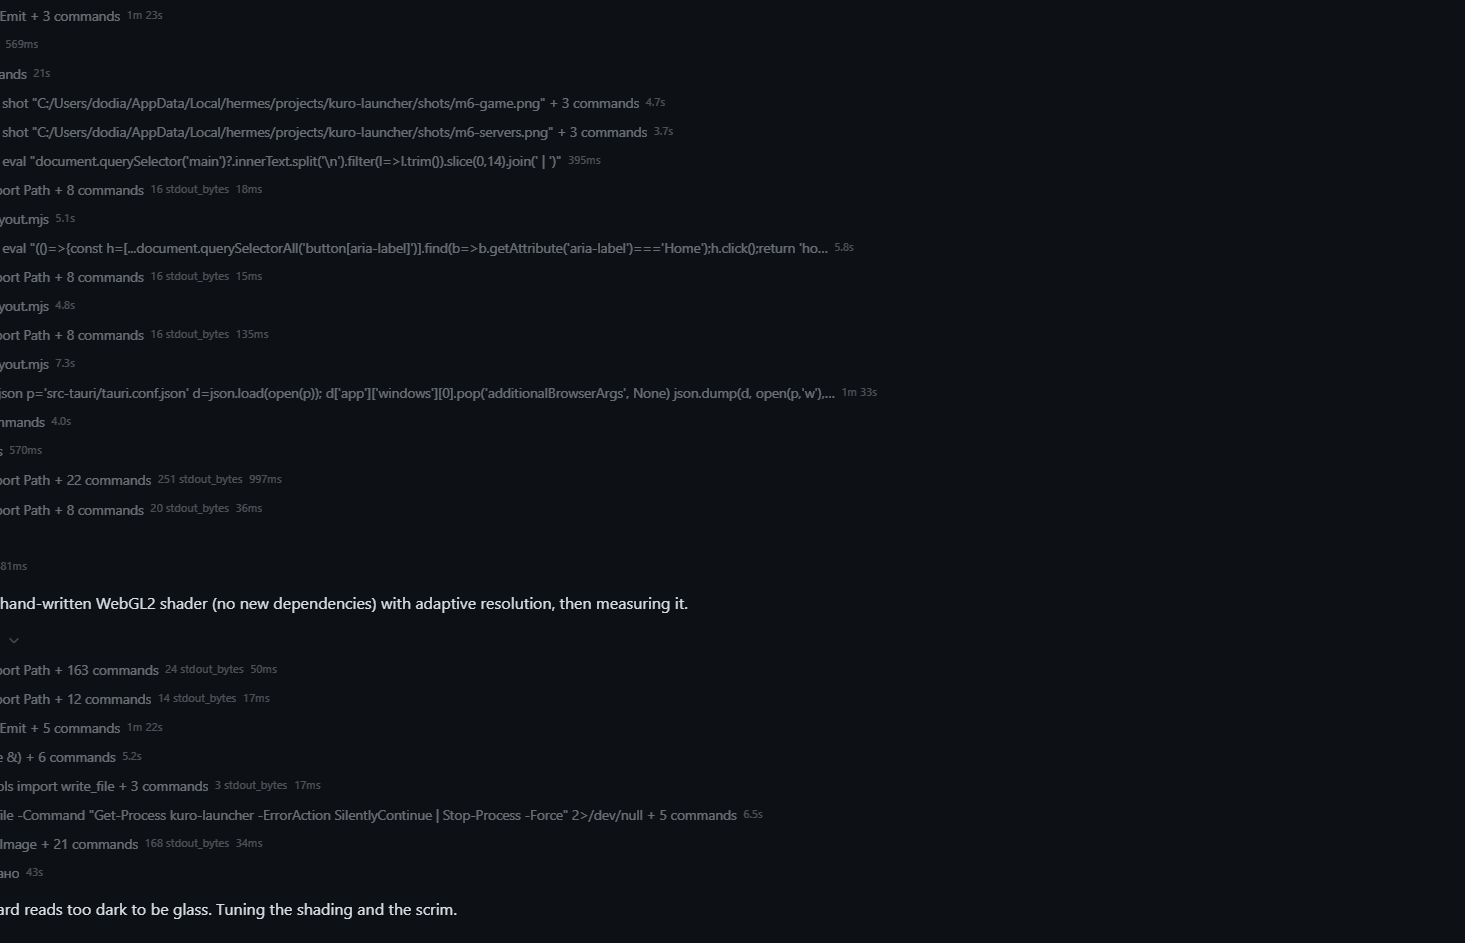 Emit + 3 commands 1m 23s
569ms
ands 21s
shot "C:/Users/dodia/AppData/Local/hermes/projects/kuro-launcher/shots/m6-game.png" + 3 commands 4.7s
shot "C:/Users/dodia/AppData/Local/hermes/projects/kuro-launcher/shots/m6-servers.png" + 3 commands 3.7s
eval "document.querySelector('main')?.innerText.split('\n').filter(l=>l.trim()).slice(0,14).join(' | ')" 395ms
ort Path + 8 commands 16 stdout_bytes 18ms
yout.mjs 5.1s
eval "(()=>{const h=[...document.querySelectorAll('button[aria-label]')].find(b=>b.getAttribute('aria-label')==='Home');h.click();return 'ho... 5.8s
ort Path + 8 commands 16 stdout_bytes 15ms
yout.mjs 4.8s
ort Path + 8 commands 16 stdout_bytes 135ms
yout.mjs 7.3s
json p='src-tauri/tauri.conf.json' d=json.load(open(p)); d['app']['windows'][0].pop('additionalBrowserArgs', None) json.dump(d, open(p,'w'),... 1m 33s
mmands 4.0s
s 570ms
ort Path + 22 commands 251 stdout_bytes 997ms
ort Path + 8 commands 20 stdout_bytes 36ms
81ms
hand-written WebGL2 shader (no new dependencies) with adaptive resolution, then measuring it.
ort Path + 163 commands 24 stdout_bytes 50ms
ort Path + 12 commands 14 stdout_bytes 17ms
Emit + 5 commands 1m 22s
e &) + 6 commands 5.2s
ols import write_file + 3 commands 3 stdout_bytes 17ms
ile -Command "Get-Process kuro-launcher -ErrorAction SilentlyContinue | Stop-Process -Force" 2>/dev/null + 5 commands 6.5s
Image + 21 commands 168 stdout_bytes 34ms
ано 43s
ard reads too dark to be glass. Tuning the shading and the scrim.